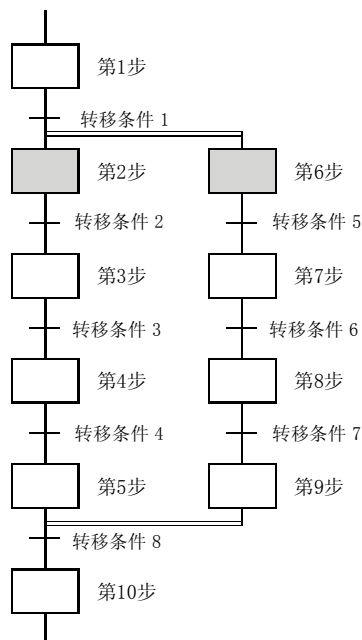 第1步
转移条件 1
第2步
第6步
转移条件 2
转移条件 5
第3步
第7步
转移条件 3
转移条件 6
第4步
第8步
转移条件 4
转移条件 7
第5步
第9步
转移条件 8
第10步